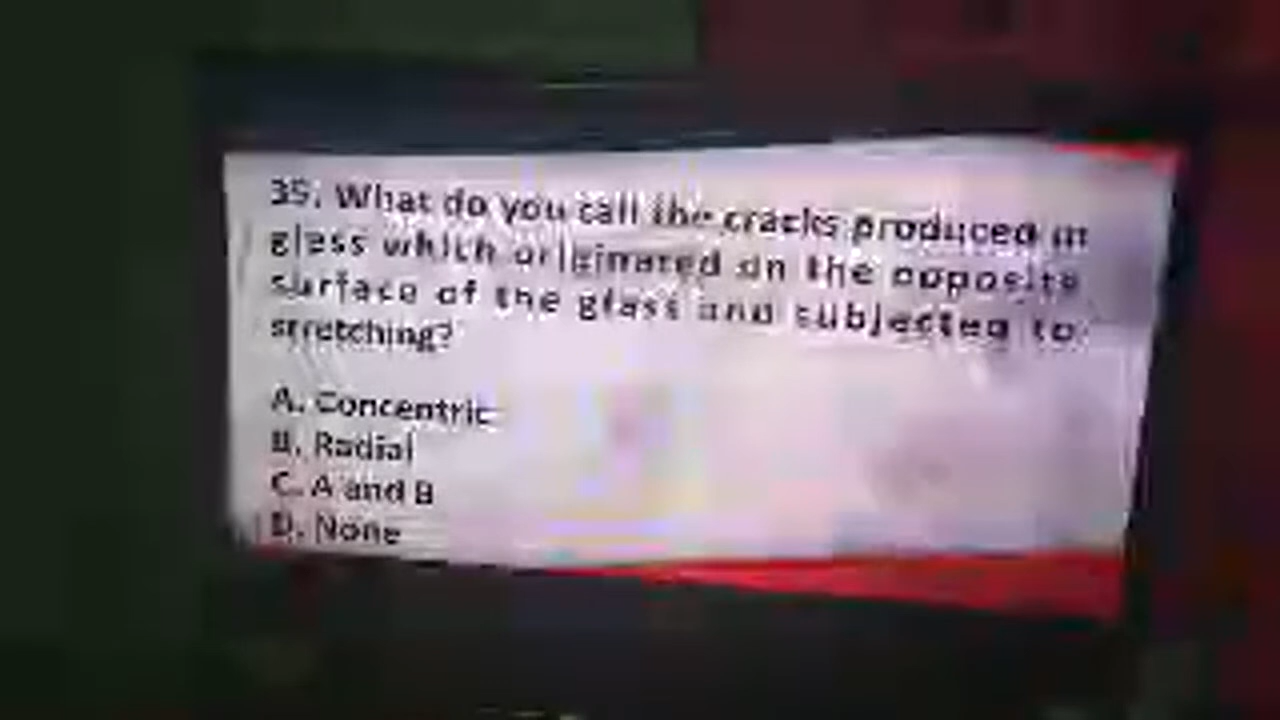 35. What do you call the cracks produced in
glass which originated on the opposite
surface of the glass and subjected to
stretching?
A. Concentric
B. Radial
C. A and B
D. None